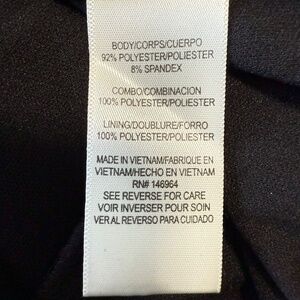 BODY/CORPS/CUERPO
92% POLYESTER/POLIESTER
8% SPANDEX
COMBO/COMBINACION
100% POLYESTER/POLIESTER
LINING/DOUBLURE/FORRO
100% POLYESTER/POLIESTER
MADE IN VIETNAM/FABRIQUE EN
VIETNAM/HECHO EN VIETNAM
RN# 146964
SEE REVERSE FOR CARE
VOIR INVERSER POUR SOIN
VER AL REVERSO PARA CUIDADO